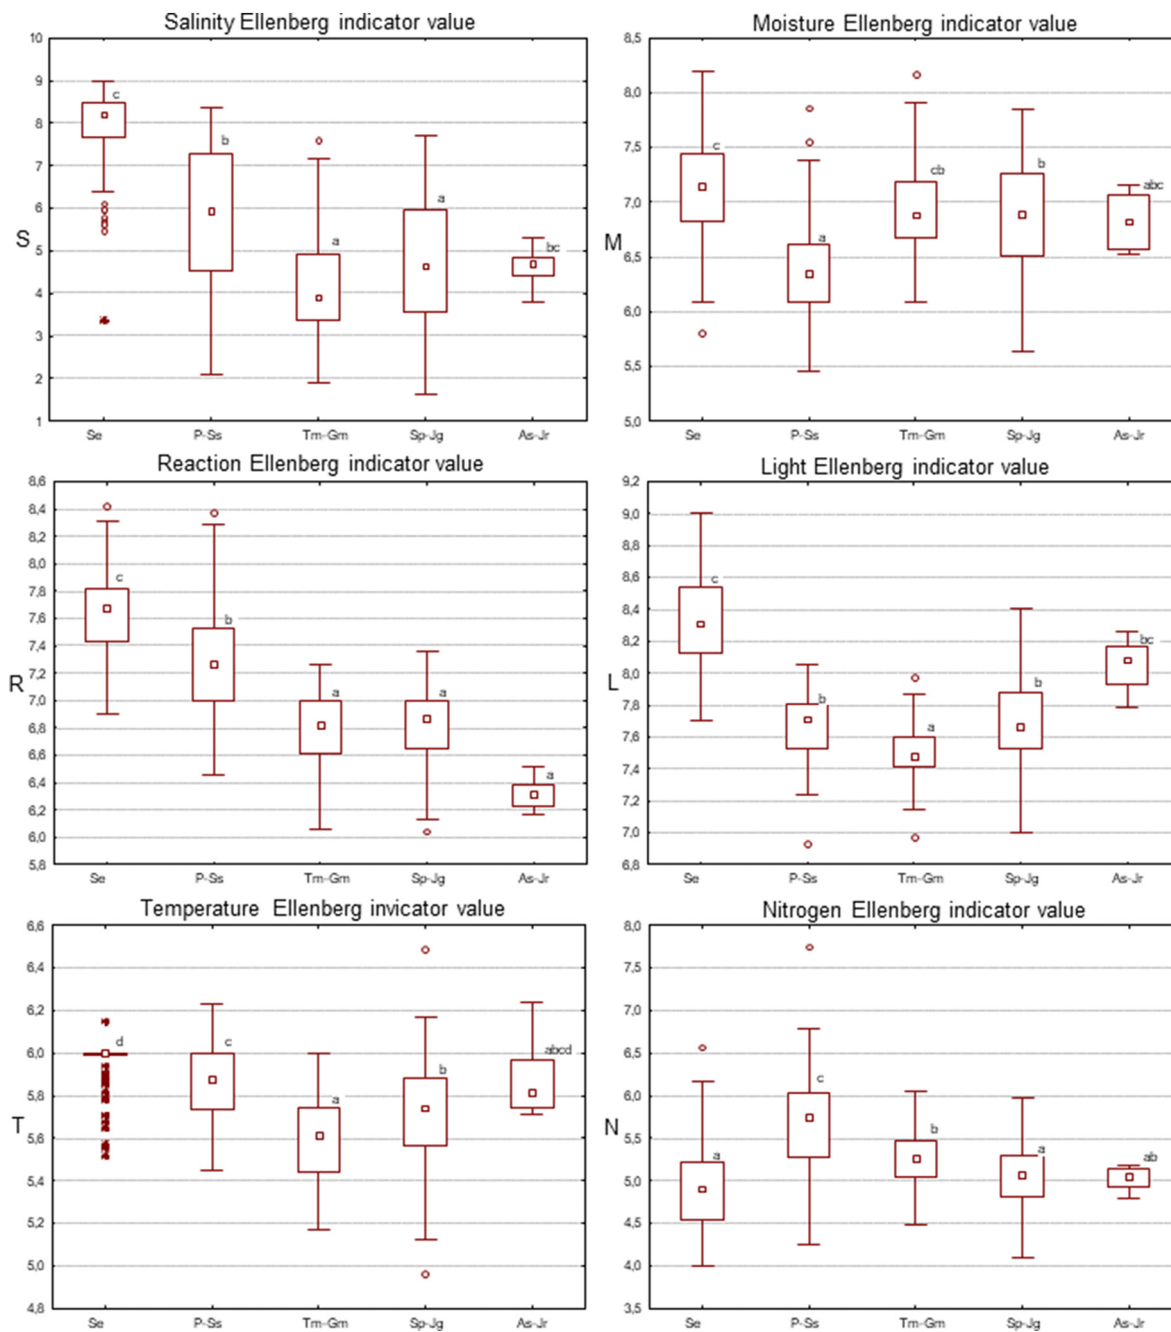 Salinity Ellenberg indicator value
10
9
8
7
6
5
4
3
2
1
S
c
b
a
a
bc
Se P-Ss Tm-Gm Sp-Jg As-Jr
Moisture Ellenberg indicator value
8,5
8,0
7,5
7,0
6,5
6,0
5,5
5,0
M
c
a
cb
b
abc
Se P-Ss Tm-Gm Sp-Jg As-Jr
Reaction Ellenberg indicator value
8,6
8,4
8,2
8,0
7,8
7,6
7,4
7,2
7,0
6,8
6,6
6,4
6,2
6,0
5,8
R
c
b
a
a
a
Se P-Ss Tm-Gm Sp-Jg As-Jr
Light Ellenberg indicator value
9,2
9,0
8,8
8,6
8,4
8,2
8,0
7,8
7,6
7,4
7,2
7,0
6,8
L
c
b
a
b
bc
Se P-Ss Tm-Gm Sp-Jg As-Jr
Temperature Ellenberg invicator value
6,6
6,4
6,2
6,0
5,8
5,6
5,4
5,2
5,0
4,8
T
d
c
a
b
abcd
Se P-Ss Tm-Gm Sp-Jg As-Jr
Nitrogen Ellenberg indicator value
8,0
7,5
7,0
6,5
6,0
5,5
5,0
4,5
4,0
3,5
N
a
c
b
a
ab
Se P-Ss Tm-Gm Sp-Jg As-Jr